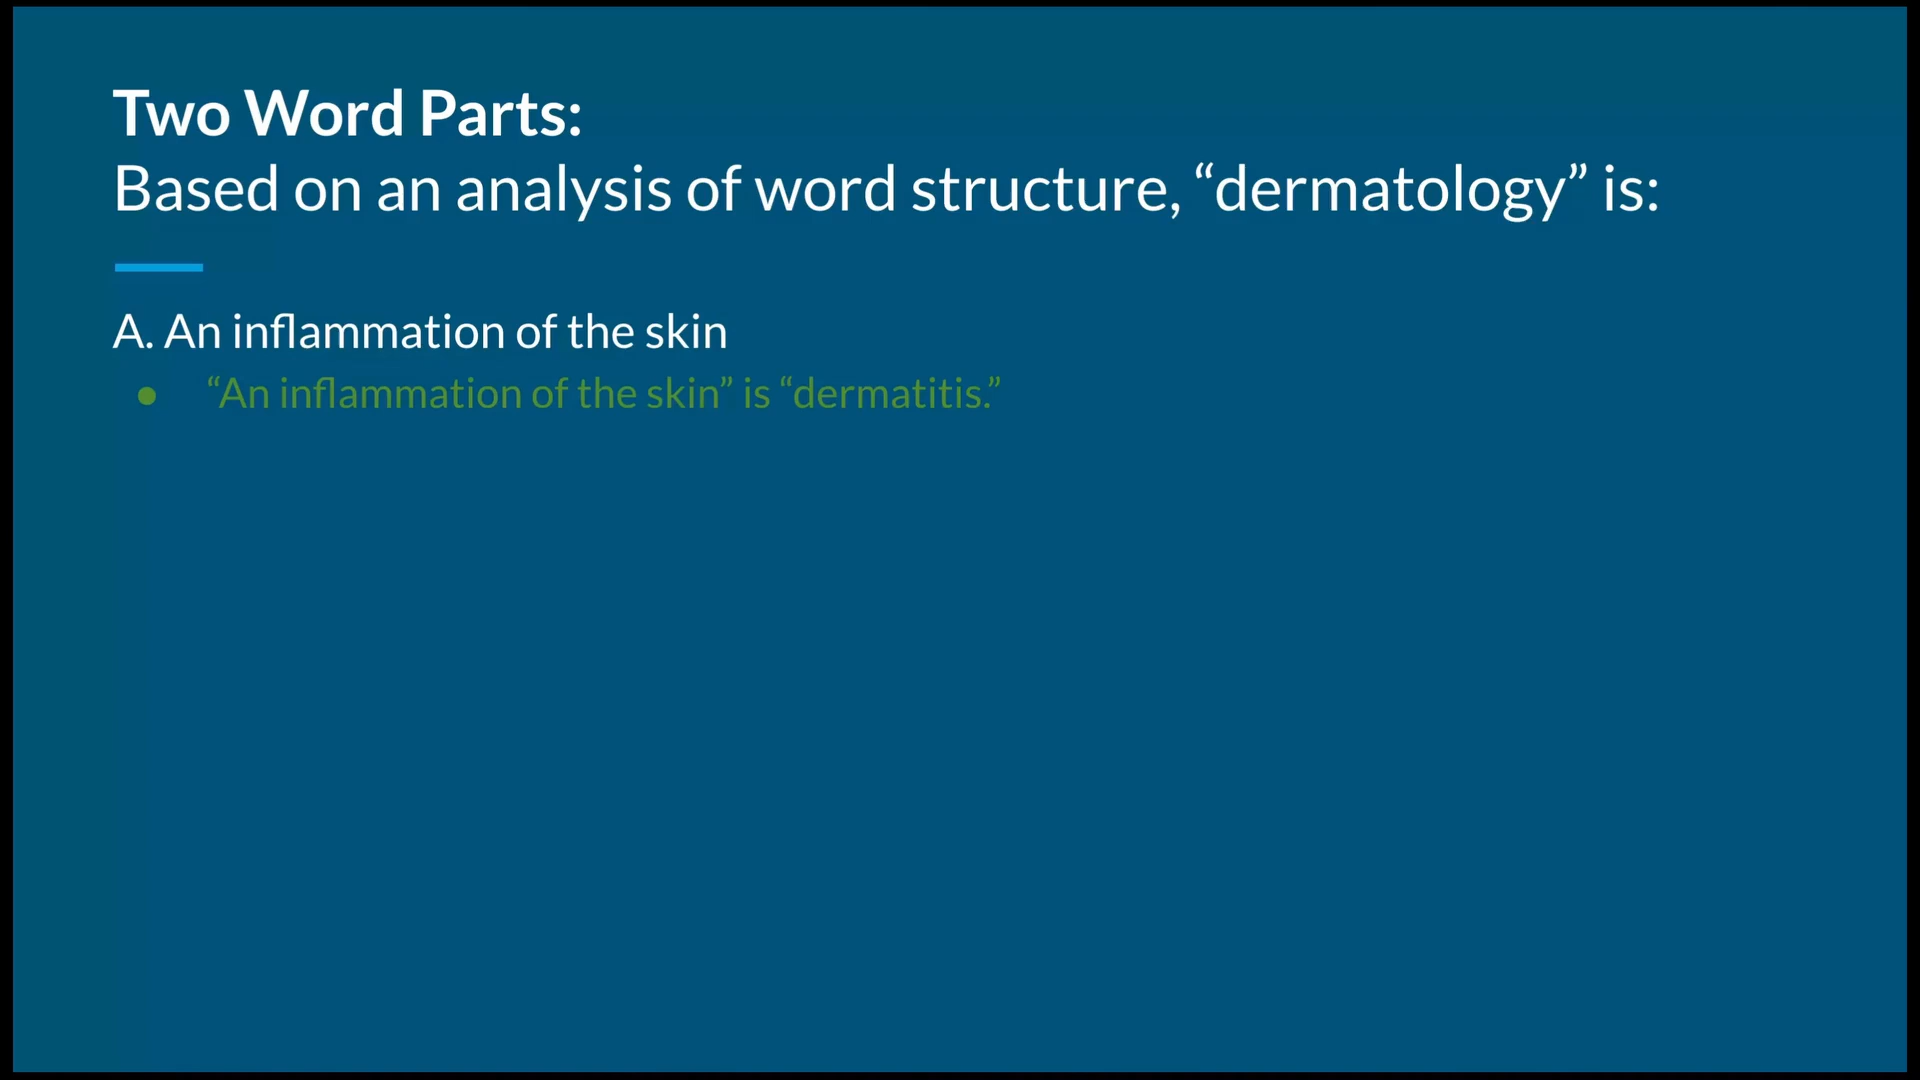 Two Word Parts:
Based on an analysis of word structure, “dermatology” is:
A. An inflammation of the skin
● “An inflammation of the skin” is “dermatitis.”